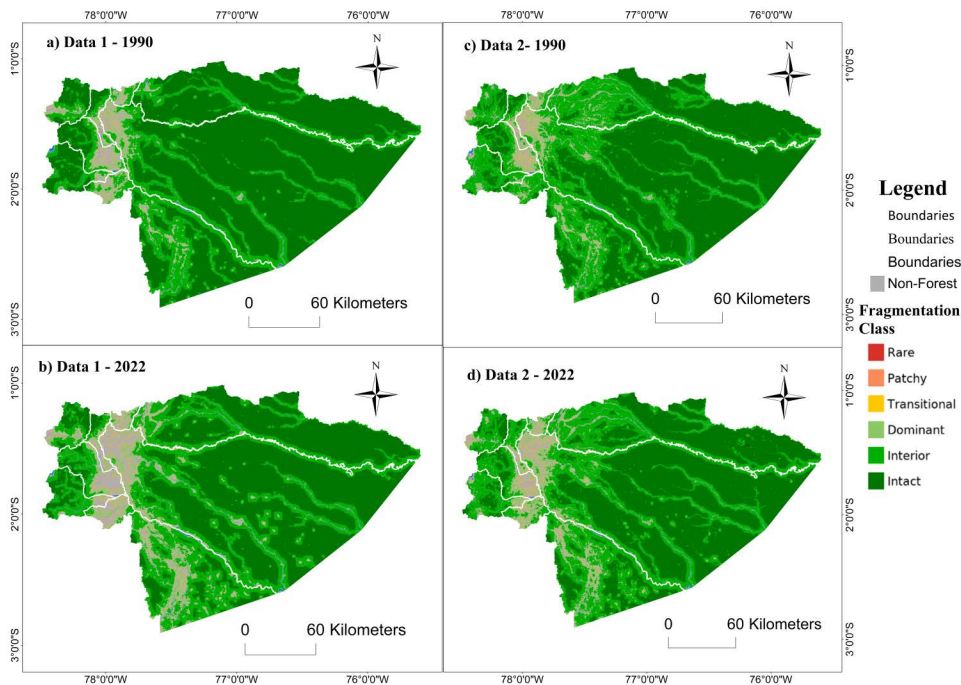 78°0'0"W 77°0'0"W 76°0'0"W 78°0'0"W 77°0'0"W 76°0'0"W
a) Data 1 - 1990
N
1°0'0"S
2°0'0"S
3°0'0"S
0 60 Kilometers
c) Data 2- 1990
N
1°0'0"S
2°0'0"S
3°0'0"S
0 60 Kilometers
b) Data 1 - 2022
N
1°0'0"S
2°0'0"S
3°0'0"S
0 60 Kilometers
d) Data 2 - 2022
N
1°0'0"S
2°0'0"S
3°0'0"S
0 60 Kilometers
78°0'0"W 77°0'0"W 76°0'0"W 78°0'0"W 77°0'0"W 76°0'0"W
Legend
Boundaries
Boundaries
Boundaries
Non-Forest
Fragmentation
Class
Rare
Patchy
Transitional
Dominant
Interior
Intact